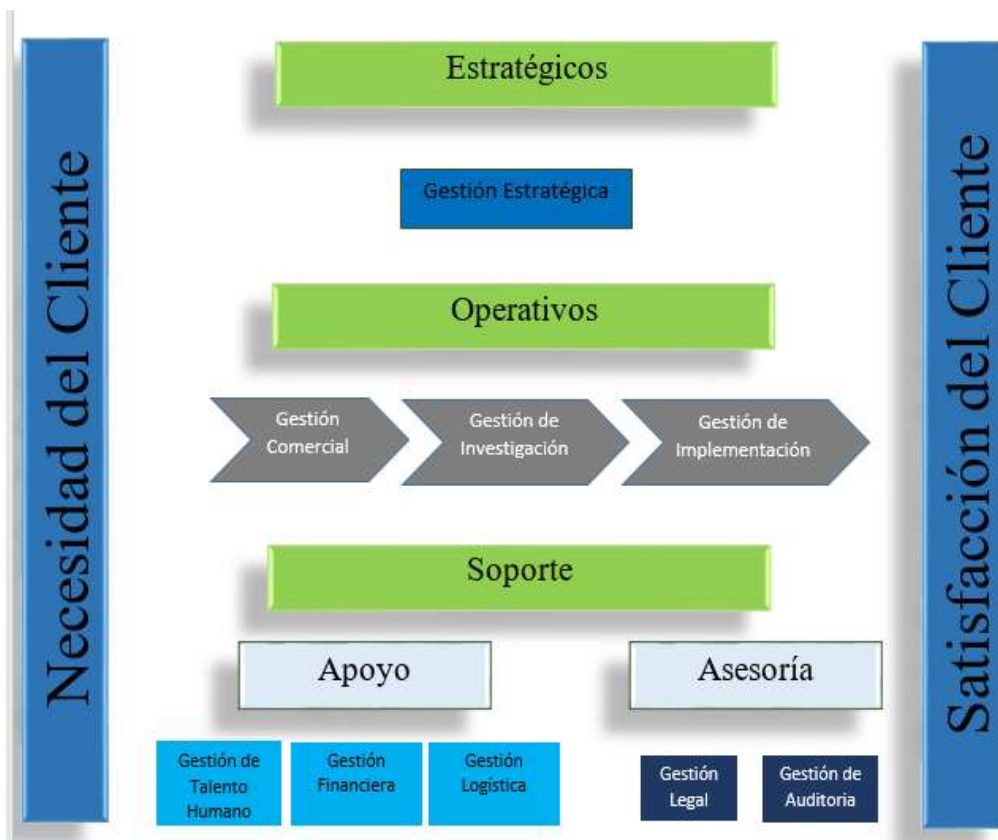 Necesidad del Cliente
Estratégicos
Gestión Estratégica
Operativos
Gestión
Comercial
Gestión de
Investigación
Gestión de
Implementación
Soporte
Apoyo
Asesoría
Gestión de
Talento
Humano
Gestión
Financiera
Gestión
Logística
Gestión
Legal
Gestión de
Auditoria
Satisfacción del Cliente